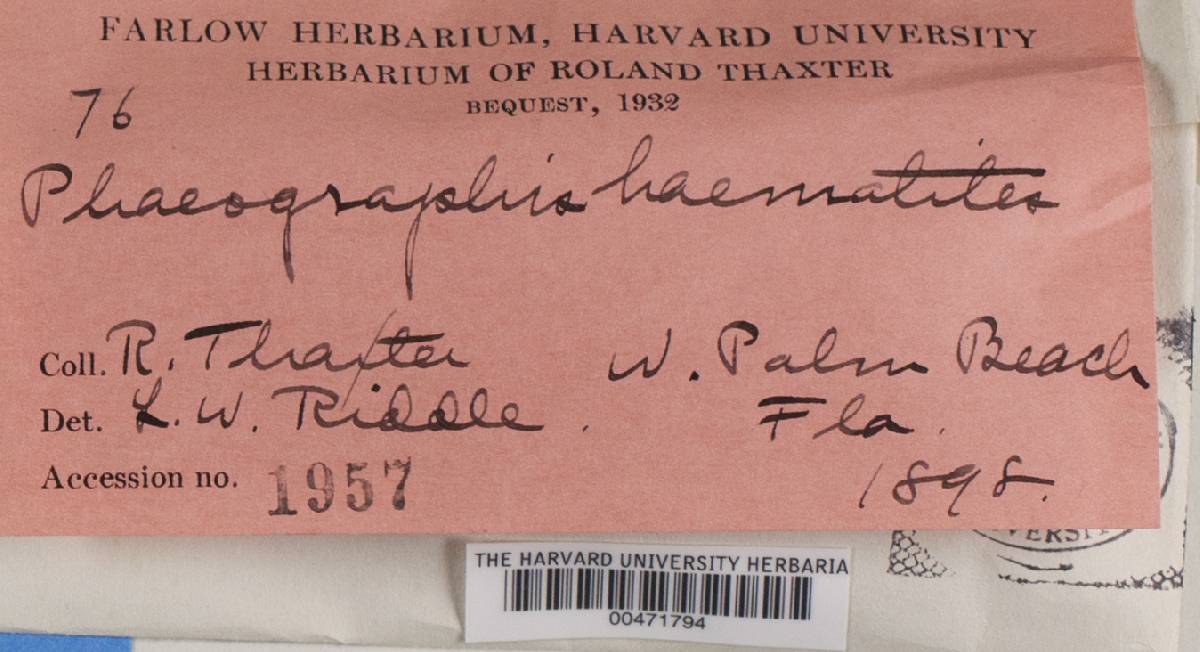 FARLOW HERBARIUM, HARVARD UNIVERSITY
HERBARIUM OF ROLAND THAXTER
BEQUEST, 1932
76
Phaeographis haematites
Coll. R. Thaxter W. Palm Beach
Det. L. W. Riddle. Fla.
Accession no. 1957 1898.
VERSIT
THE HARVARD UNIVERSITY HERBARIA
00471794